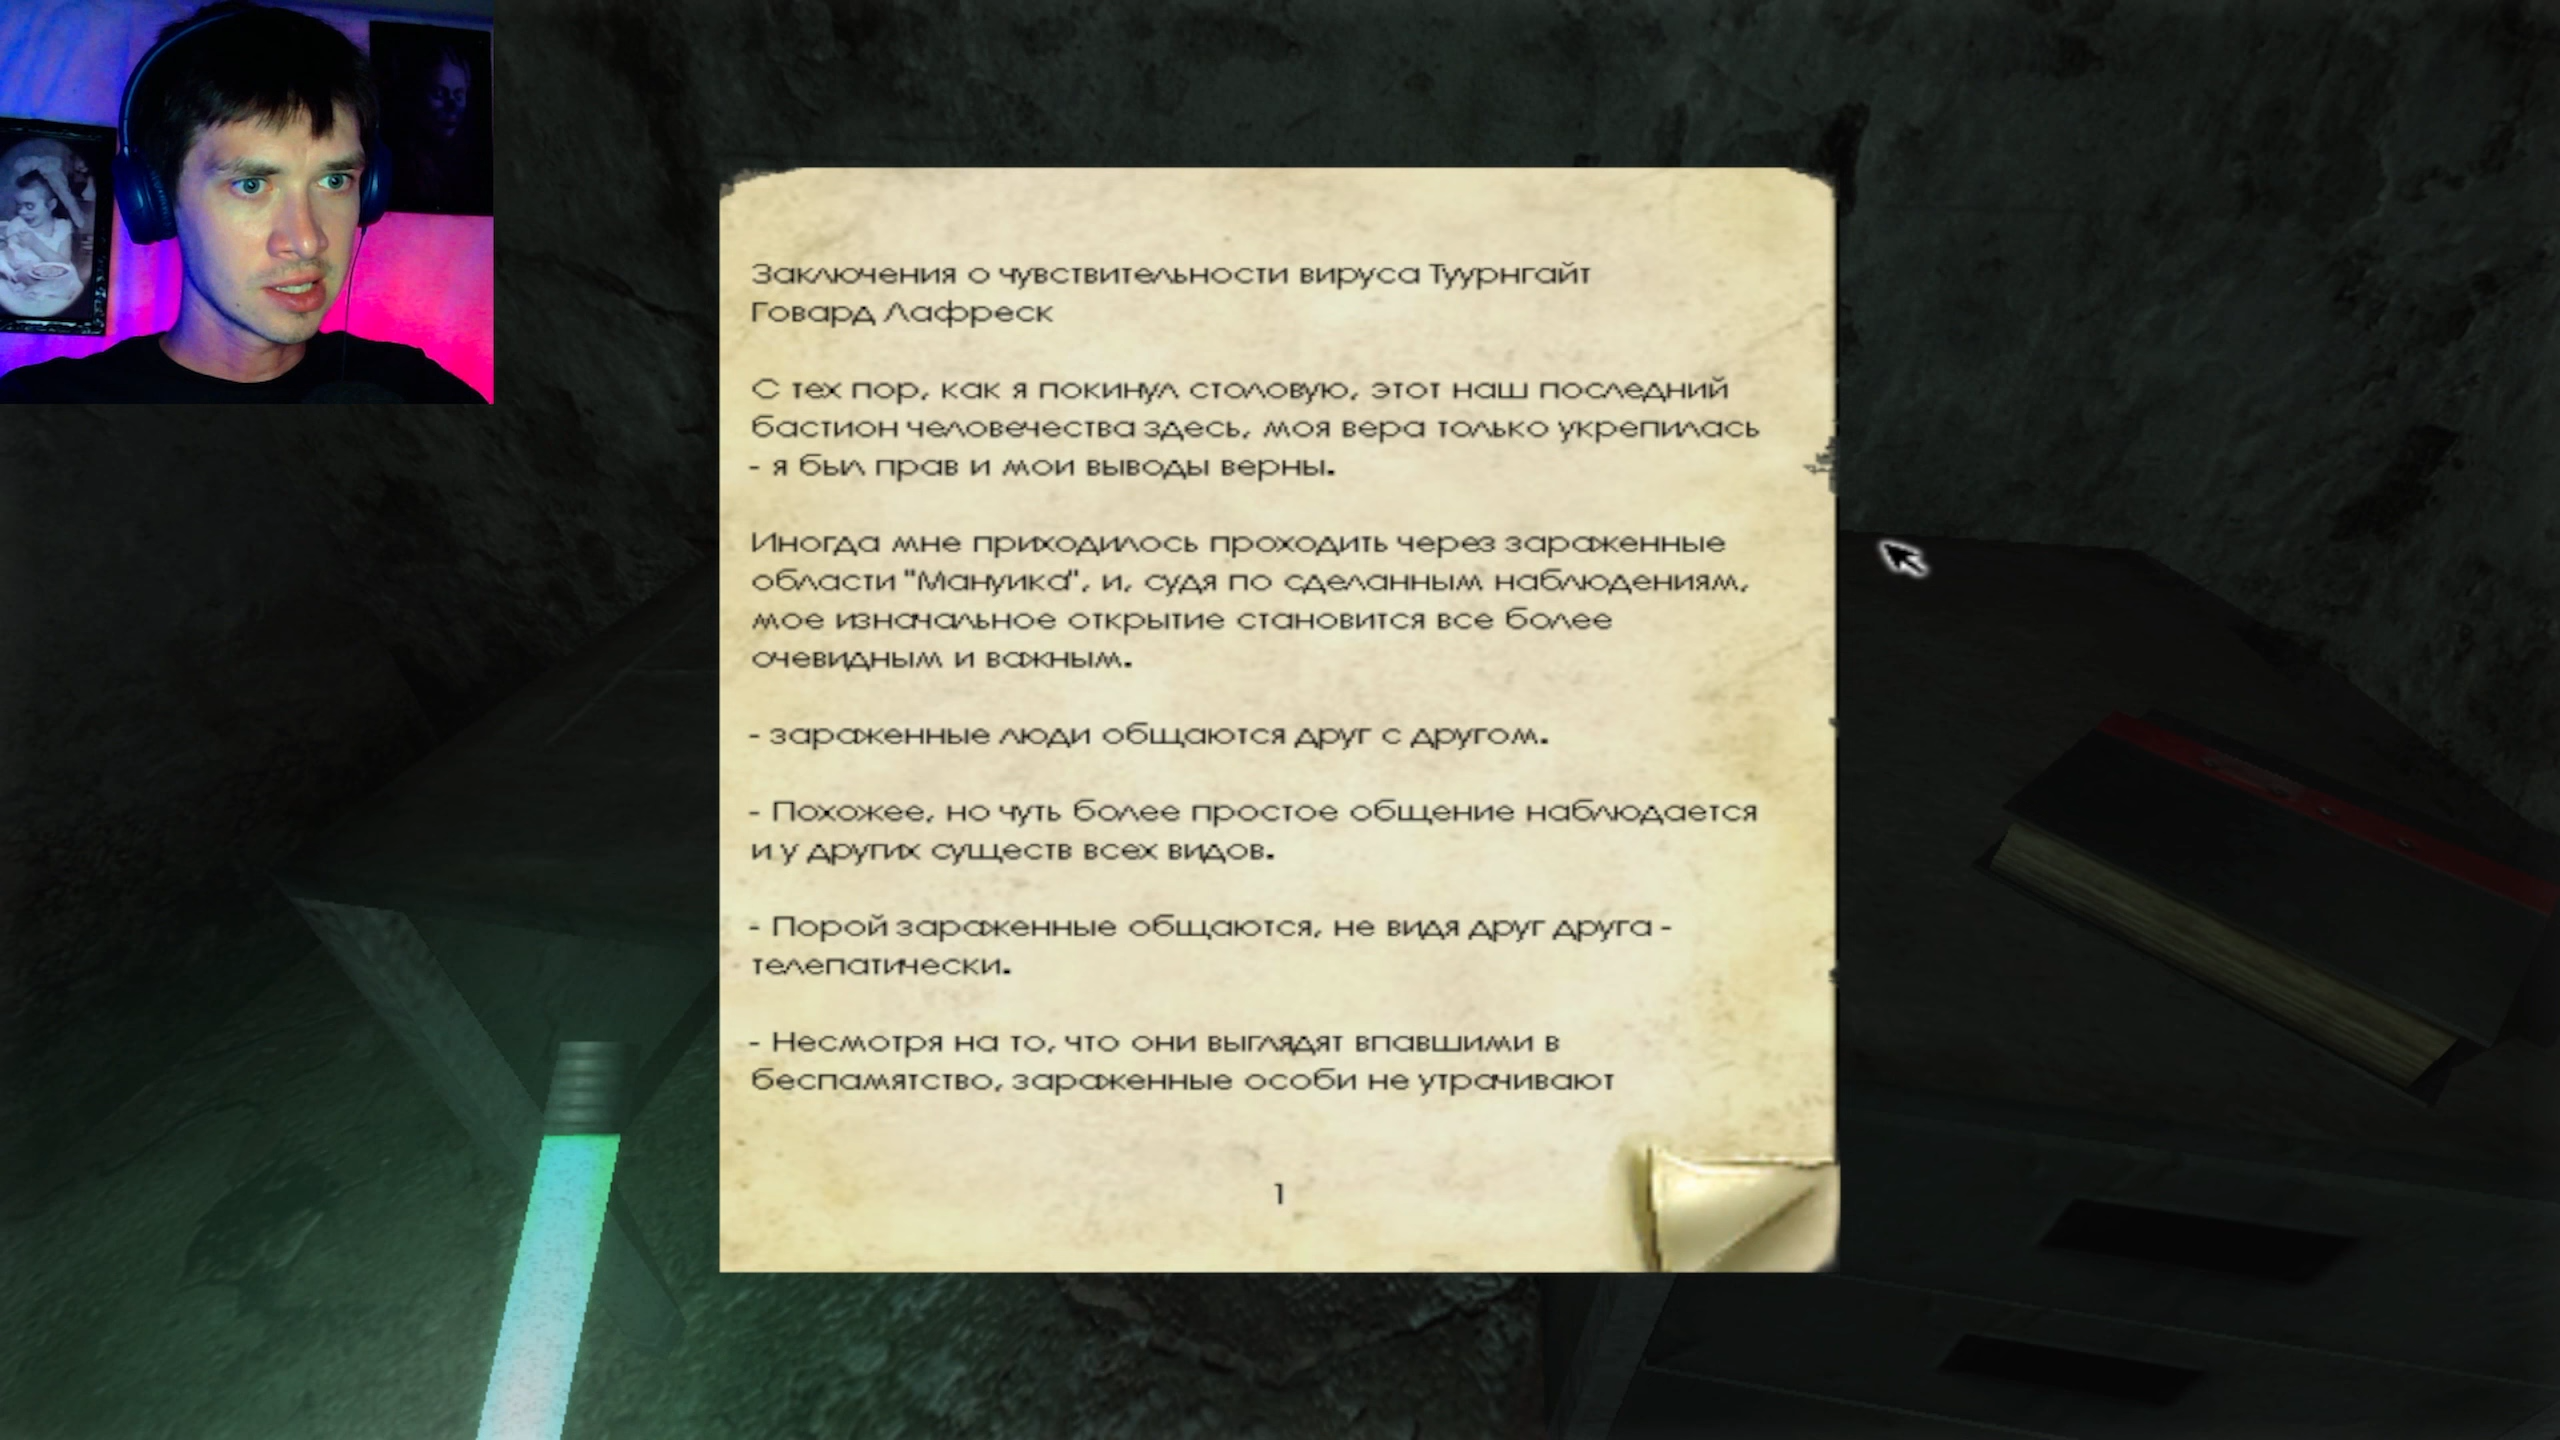 Заключения о чувствительности вируса Туурнгайт
Говард Лафреск
С тех пор, как я покинул столовую, этот наш последний
бастион человечества здесь, моя вера только укрепилась
- я был прав и мои выводы верны.
Иногда мне приходилось проходить через зараженные
области "Мануика", и, судя по сделанным наблюдениям,
мое изначальное открытие становится все более
очевидным и важным.
- зараженные люди общаются друг с другом.
- Похожее, но чуть более простое общение наблюдается
и у других существ всех видов.
- Порой зараженные общаются, не видя друг друга -
телепатически.
- Несмотря на то, что они выглядят впавшими в
беспамятство, зараженные особи не утрачивают
1